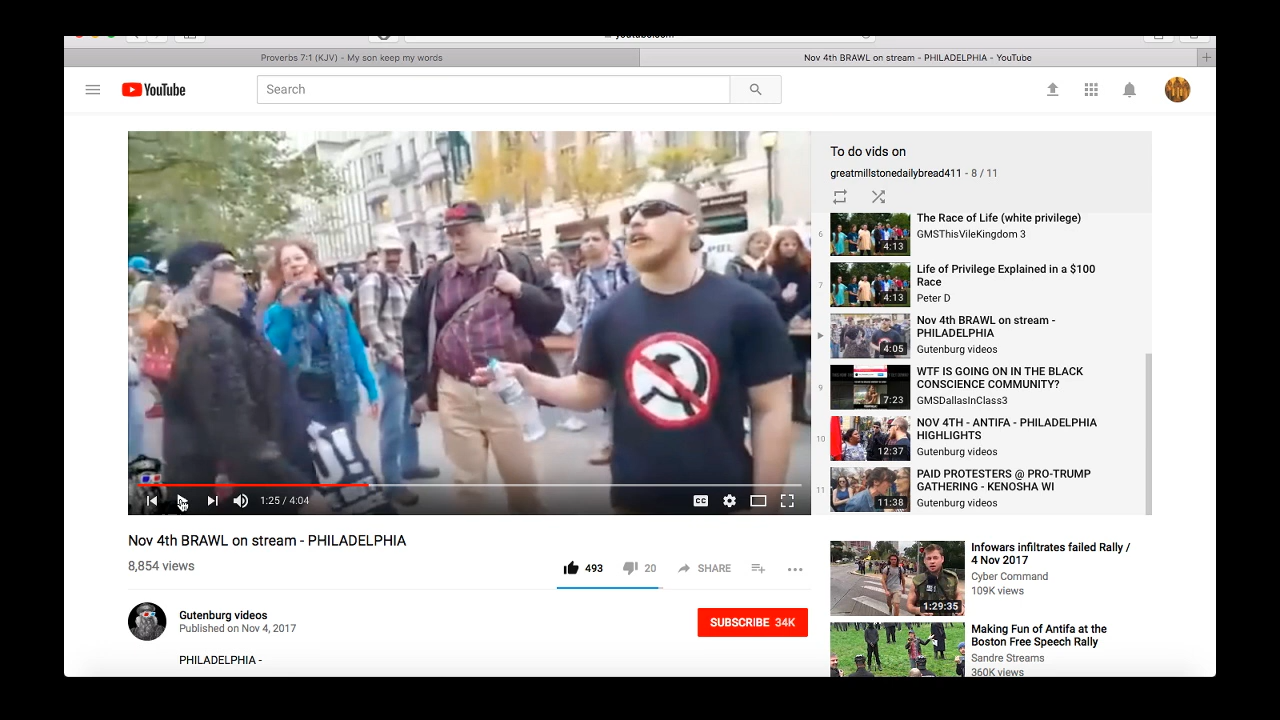 youtube.com
Proverbs 7:1 (KJV) - My son keep my words
Nov 4th BRAWL on stream - PHILADELPHIA - YouTube
YouTube
Search
To do vids on
greatmillstonedailybread411 - 8 / 11
6
The Race of Life (white privilege)
GMSThisVileKingdom 3
4:13
7
Life of Privilege Explained in a $100
Race
Peter D
4:13
Nov 4th BRAWL on stream -
PHILADELPHIA
Gutenburg videos
4:05
9
WTF IS GOING ON IN THE BLACK
CONSCIENCE COMMUNITY?
GMSDallasInClass3
7:23
10
NOV 4TH - ANTIFA - PHILADELPHIA
HIGHLIGHTS
Gutenburg videos
12:37
11
PAID PROTESTERS @ PRO-TRUMP
GATHERING - KENOSHA WI
Gutenburg videos
11:38
1:25 / 4:04
CC
Nov 4th BRAWL on stream - PHILADELPHIA
8,854 views
493
20
SHARE
Gutenburg videos
Published on Nov 4, 2017
SUBSCRIBE 34K
PHILADELPHIA -
Infowars infiltrates failed Rally /
4 Nov 2017
Cyber Command
109K views
1:29:35
Making Fun of Antifa at the
Boston Free Speech Rally
Sandre Streams
360K views